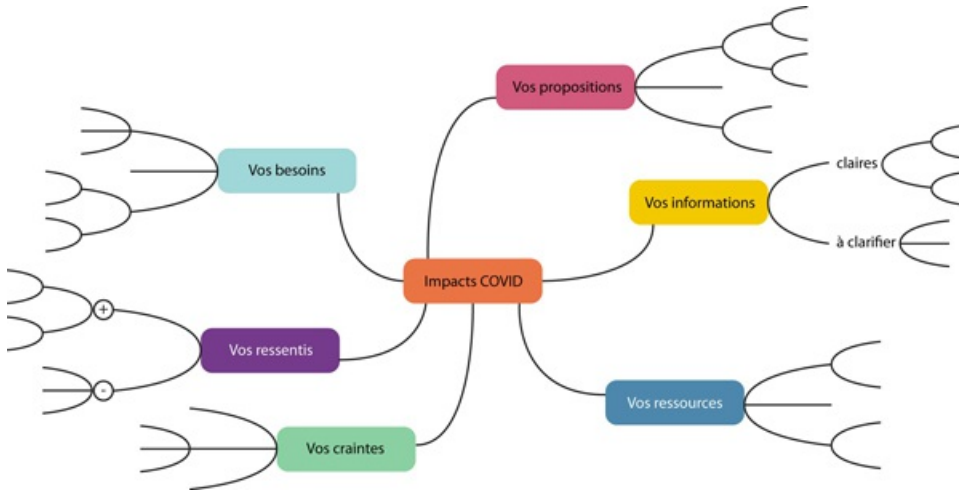 Vos propositions
Vos besoins
claires
Vos informations
à clarifier
Impacts COVID
+
Vos ressentis
-
Vos ressources
Vos craintes